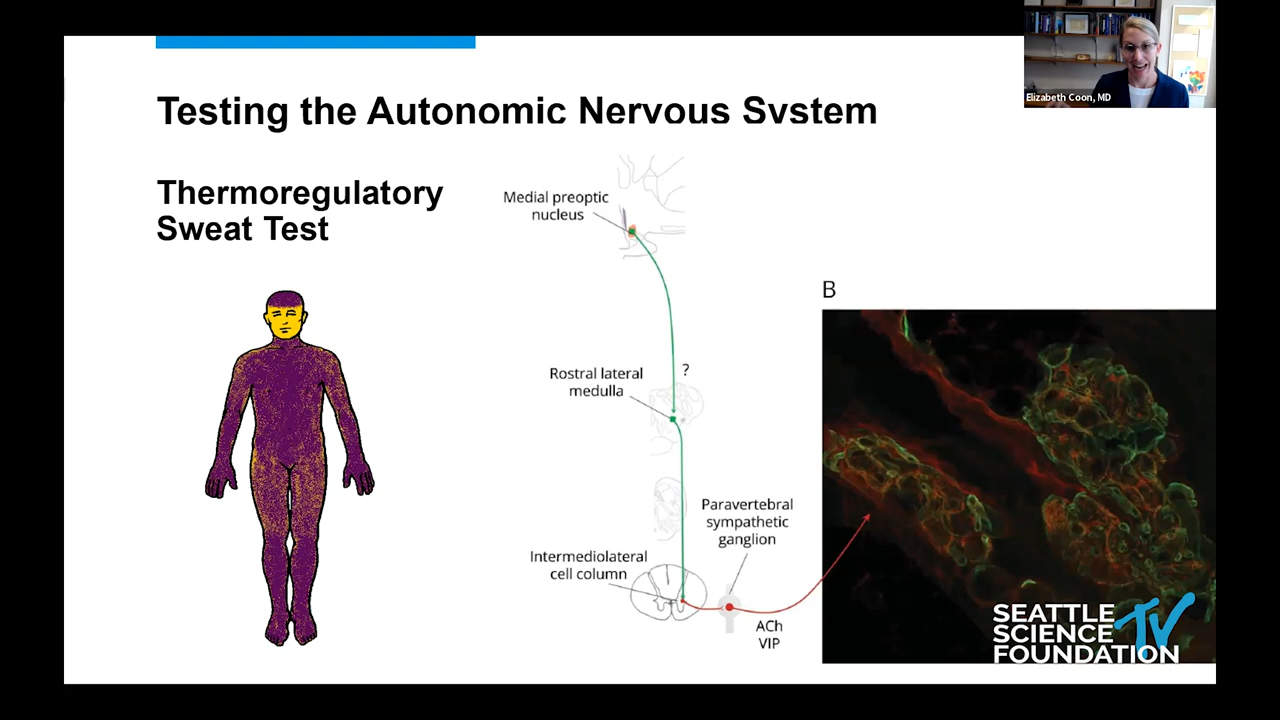 Elizabeth Coon, MD
Testing the Autonomic Nervous System
Thermoregulatory
Sweat Test
Medial preoptic
nucleus
B
?
Rostral lateral
medulla
Paravertebral
sympathetic
ganglion
Intermediolateral
cell column
ACh
VIP
SEATTLE
SCIENCE
FOUNDATION
TV